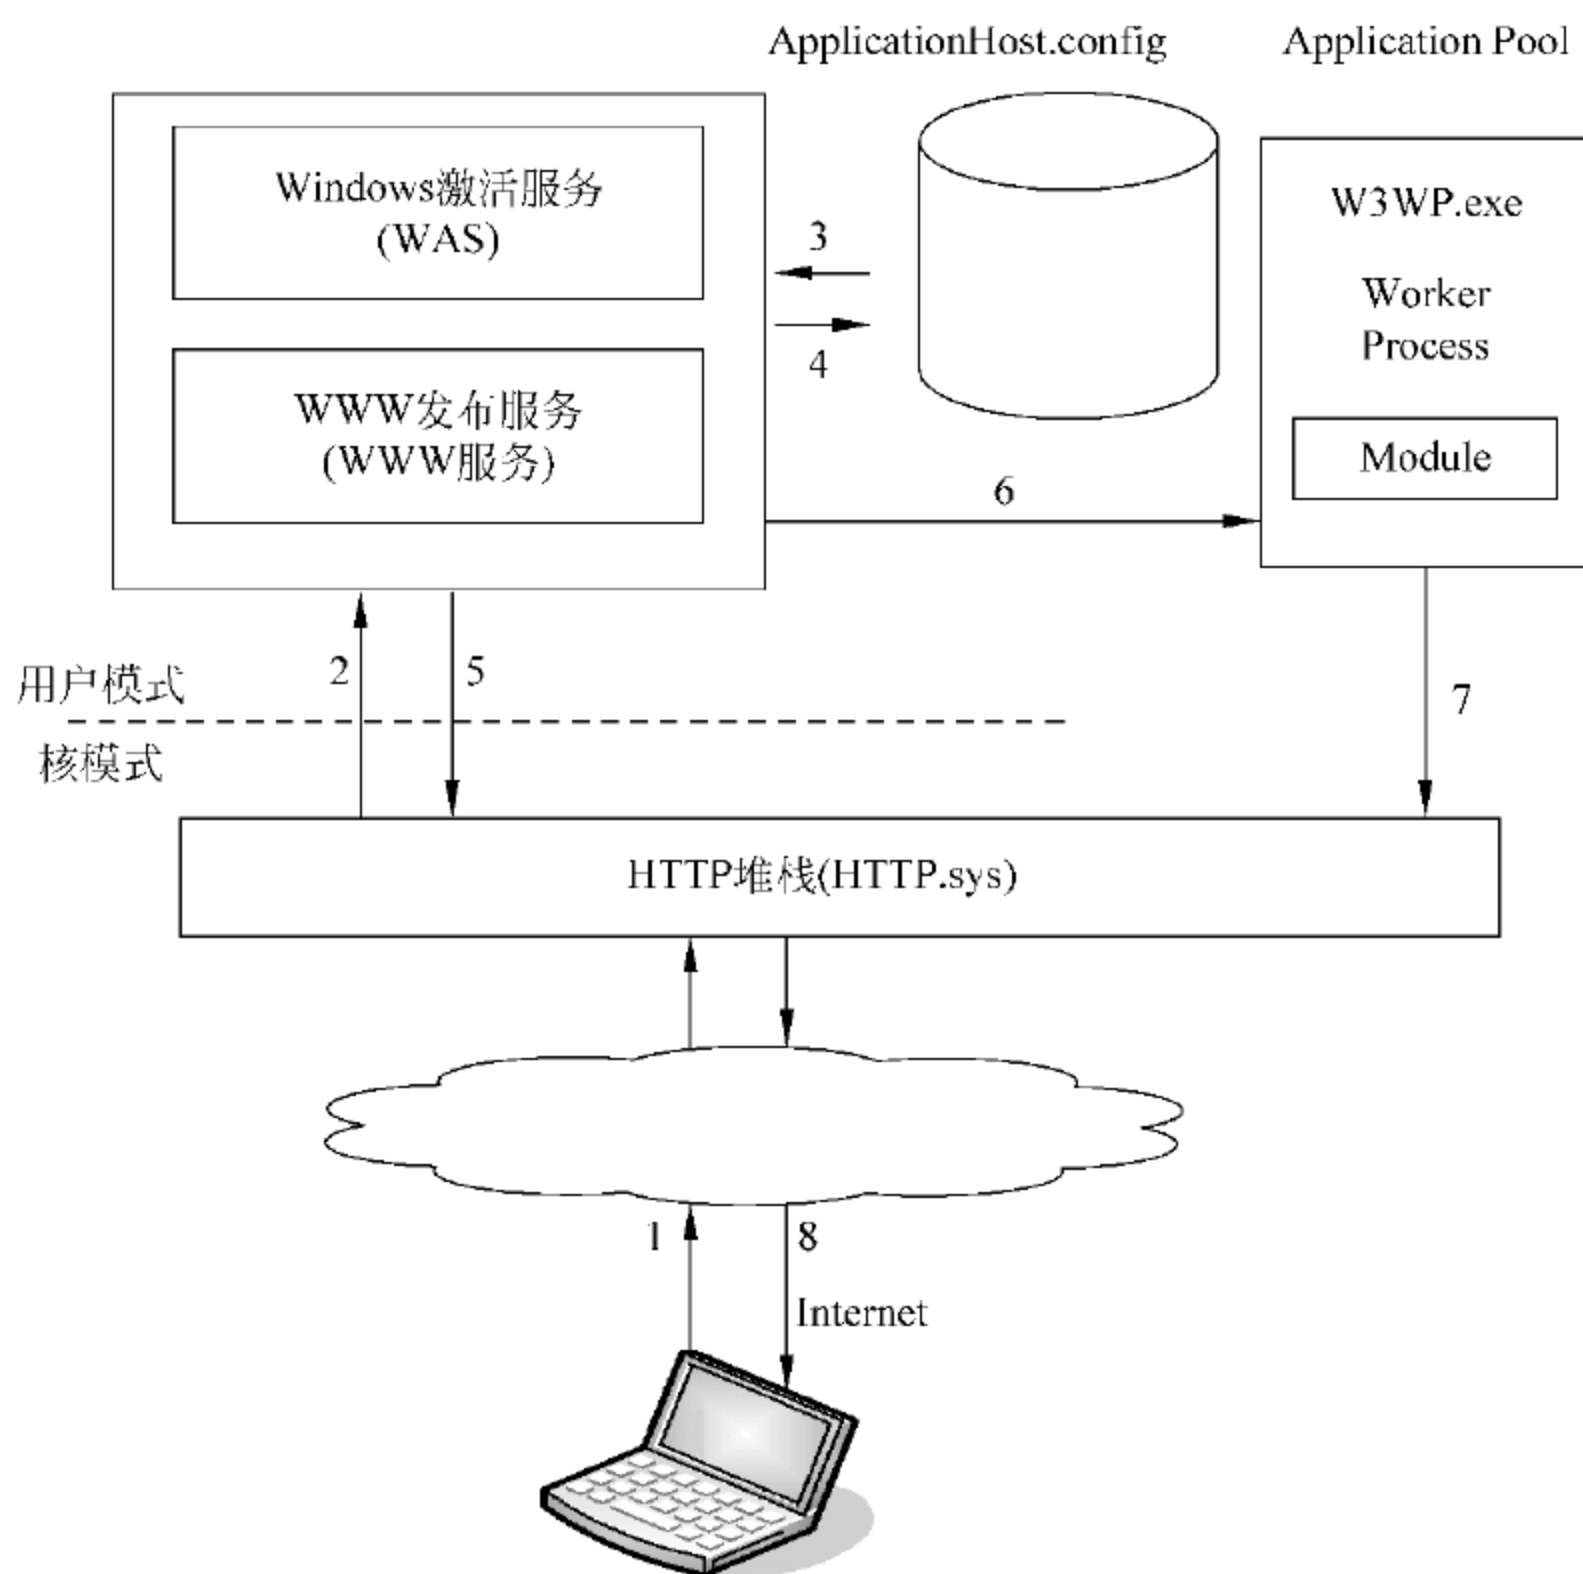 ApplicationHost.config
Application Pool
Windows激活服务
(WAS)
3
4
W3WP.exe
Worker
Process
Module
WWW发布服务
(WWW服务)
6
用户模式
2
5
7
核模式
HTTP堆栈(HTTP.sys)
1
8
Internet